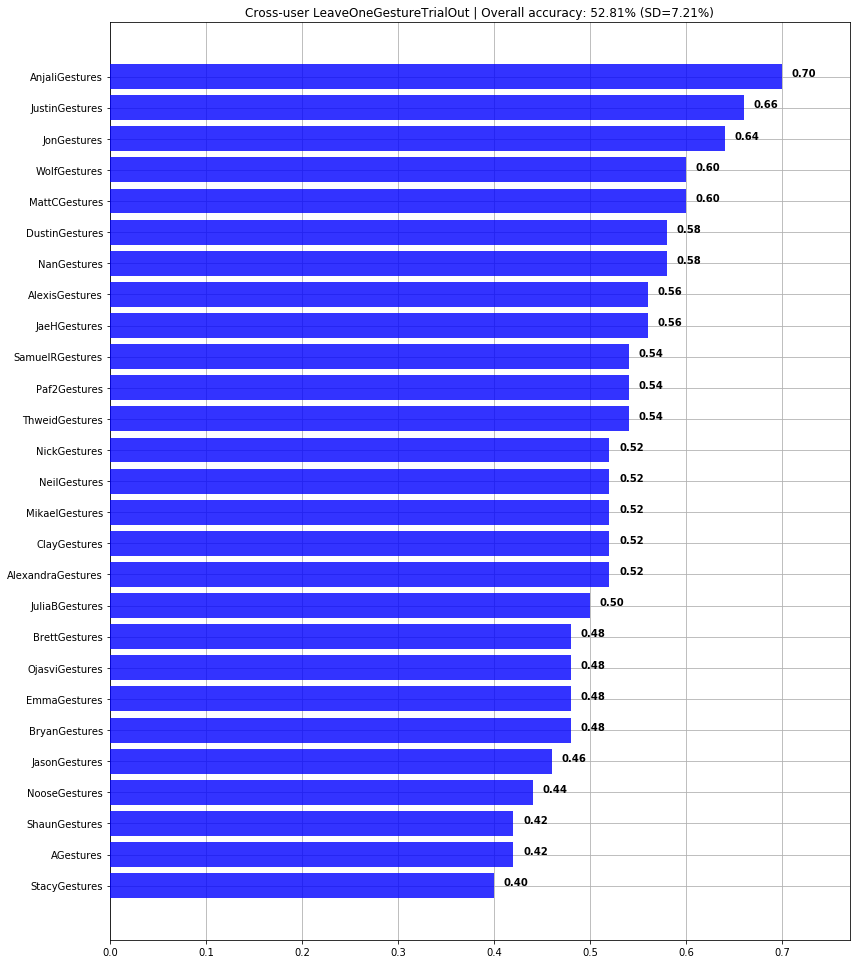 Cross-user LeaveOneGestureTrialOut | Overall accuracy: 52.81% (SD=7.21%)
AnjaliGestures 0.70
JustinGestures 0.66
JonGestures 0.64
WolfGestures 0.60
MattCGestures 0.60
DustinGestures 0.58
NanGestures 0.58
AlexisGestures 0.56
JaeHGestures 0.56
SamuelRGestures 0.54
Paf2Gestures 0.54
ThweidGestures 0.54
NickGestures 0.52
NeilGestures 0.52
MikaelGestures 0.52
ClayGestures 0.52
AlexandraGestures 0.52
JuliaBGestures 0.50
BrettGestures 0.48
OjasviGestures 0.48
EmmaGestures 0.48
BryanGestures 0.48
JasonGestures 0.46
NooseGestures 0.44
ShaunGestures 0.42
AGestures 0.42
StacyGestures 0.40
0.0 0.1 0.2 0.3 0.4 0.5 0.6 0.7